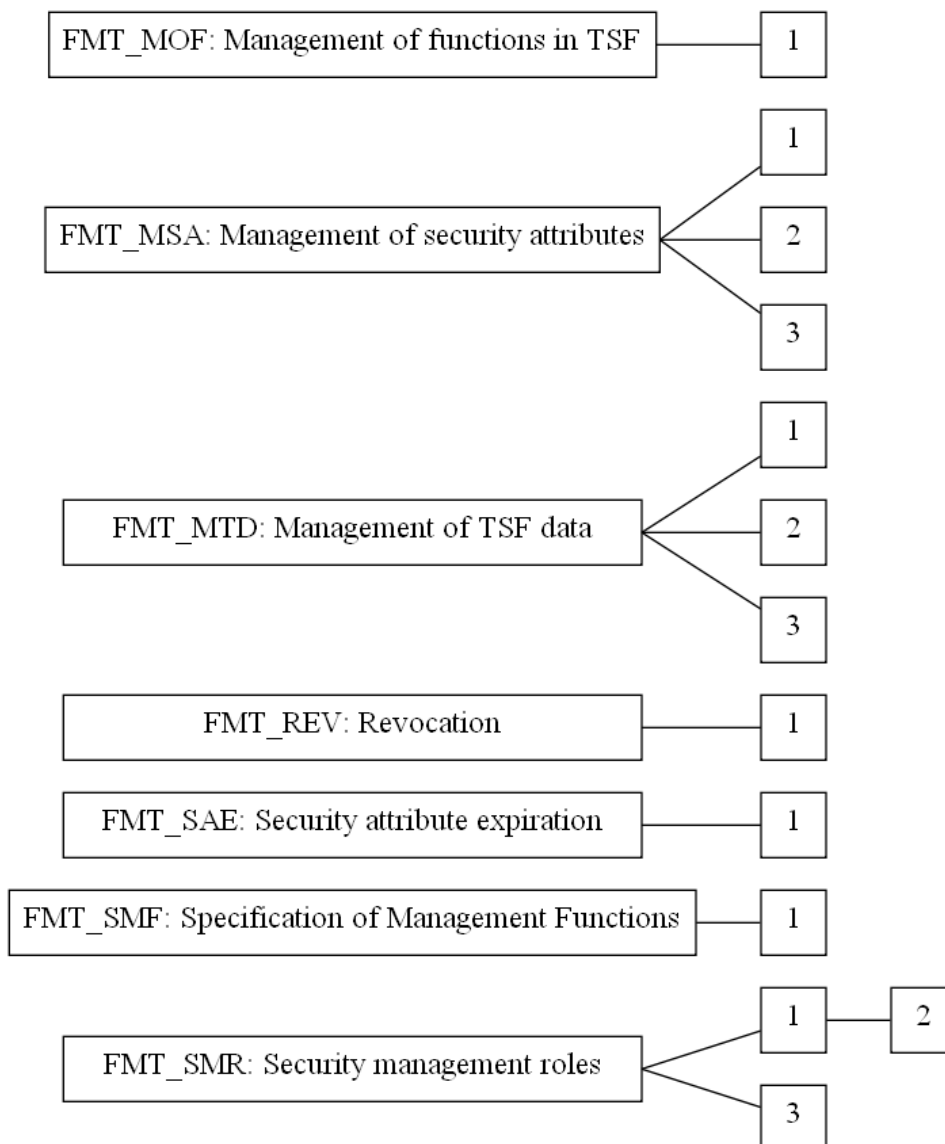 FMT_MOF: Management of functions in TSF 1
1
FMT_MSA: Management of security attributes 2
3
1
FMT_MTD: Management of TSF data 2
3
FMT_REV: Revocation 1
FMT_SAE: Security attribute expiration 1
FMT_SMF: Specification of Management Functions 1
1 2
FMT_SMR: Security management roles
3